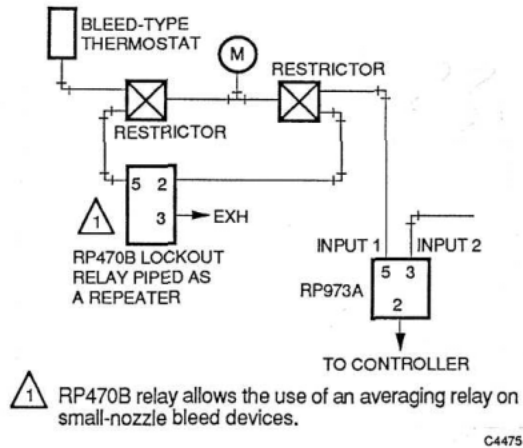 BLEED-TYPE
THERMOSTAT
M
RESTRICTOR
RESTRICTOR
5 2
3
EXH
1
RP470B LOCKOUT
RELAY PIPED AS
A REPEATER
INPUT 1
INPUT 2
5 3
2
RP973A
TO CONTROLLER
1 RP470B relay allows the use of an averaging relay on
small-nozzle bleed devices.
C4475